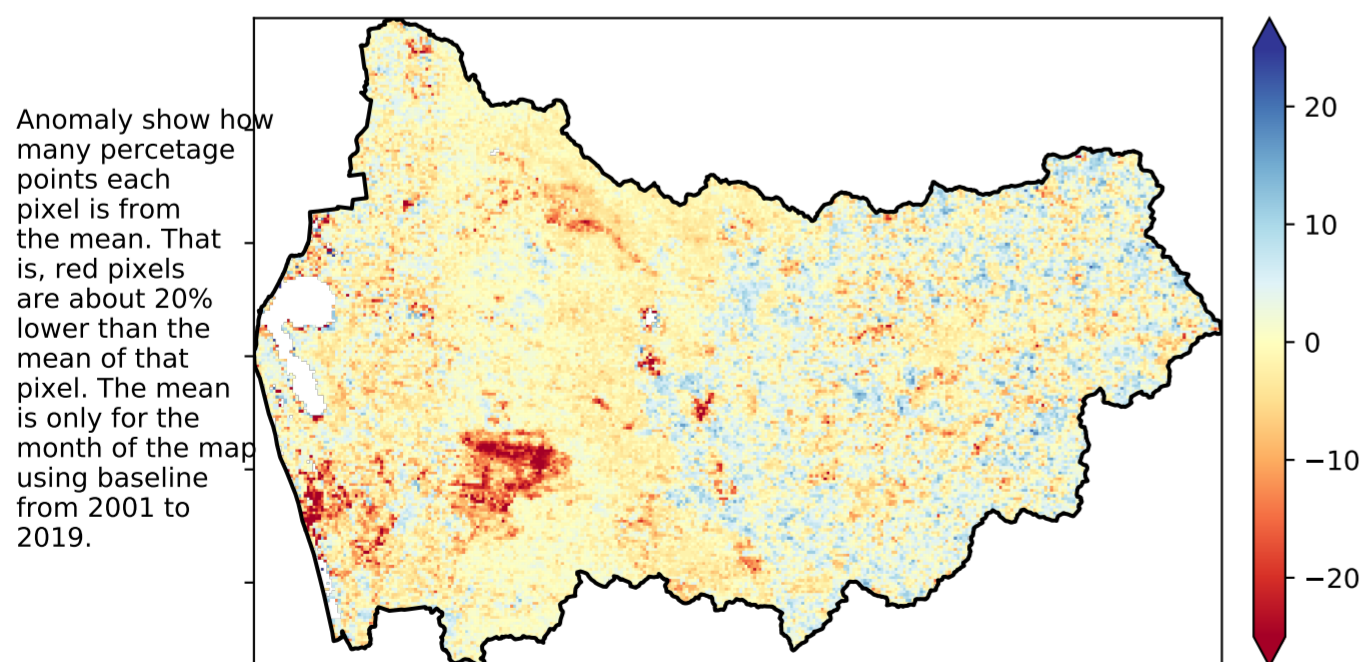 Anomaly show how
many percetage
points each
pixel is from
the mean. That
is, red pixels
are about 20%
lower than the
mean of that
pixel. The mean
is only for the
month of the map
using baseline
from 2001 to
2019.
20
10
0
−10
−20